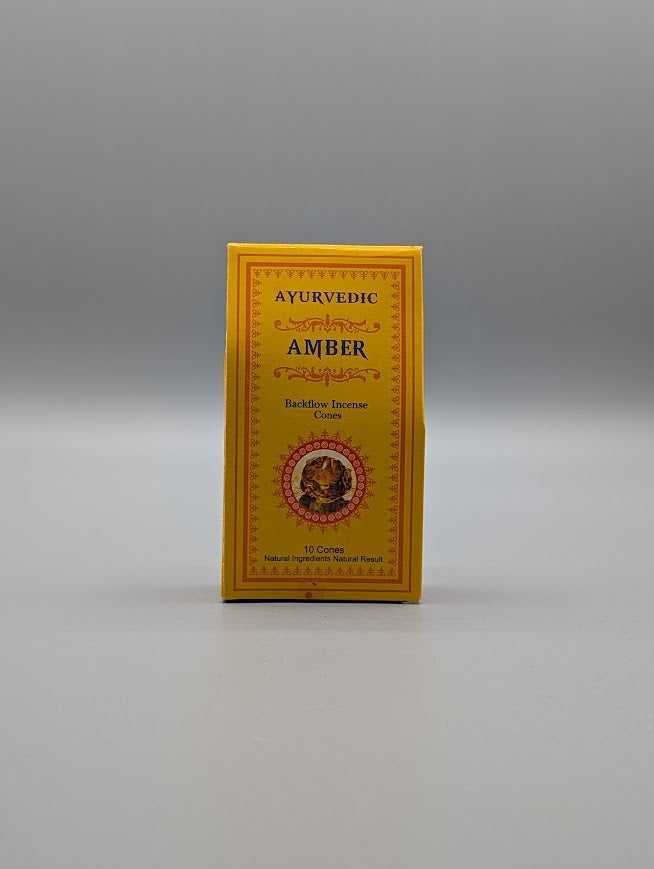 AYURVEDIC
AMBER
Backflow Incense
Cones
10 Cones
Natural Ingredients Natural Result